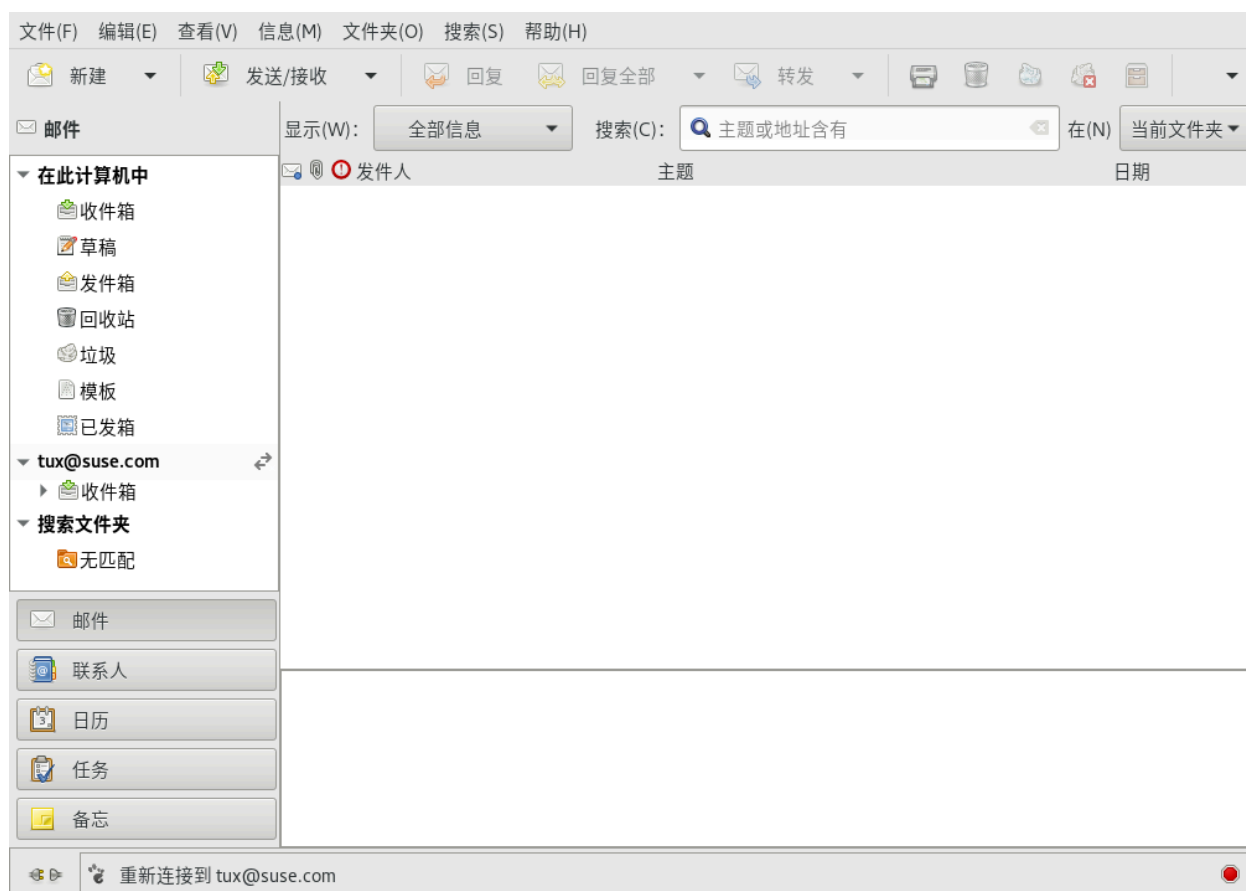 文件(F) 编辑(E) 查看(V) 信息(M) 文件夹(O) 搜索(S) 帮助(H)
新建 发送/接收 回复 回复全部 转发
邮件 显示(W): 全部信息 搜索(C): 主题或地址含有 在(N) 当前文件夹
发件人 主题 日期
在此计算机中
收件箱
草稿
发件箱
回收站
垃圾
模板
已发箱
tux@suse.com
收件箱
搜索文件夹
无匹配
邮件
联系人
日历
任务
备忘
重新连接到 tux@suse.com